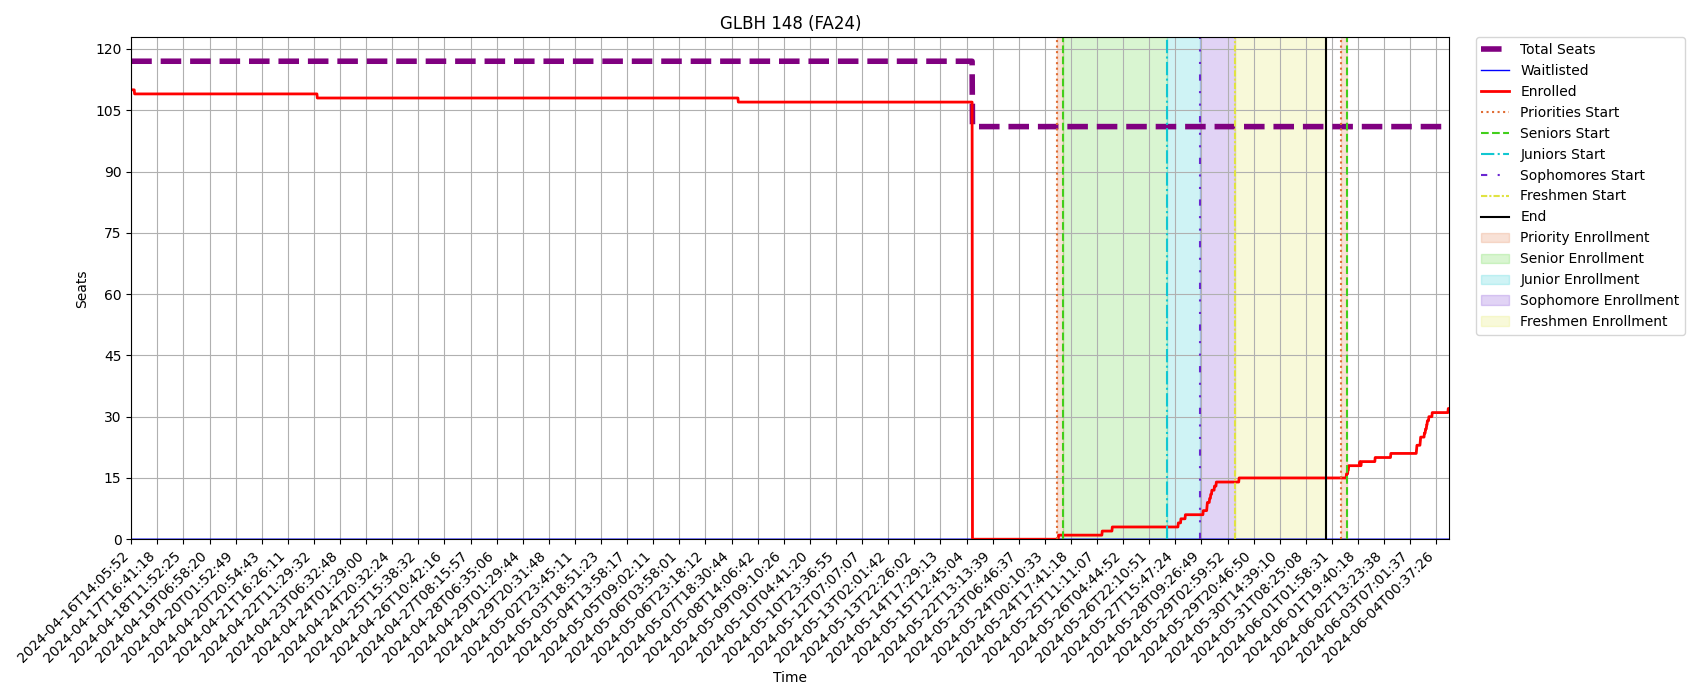 GLBH 148 (FA24)
120
105
90
75
60
45
30
15
0
Seats
Total Seats
Waitlisted
Enrolled
Priorities Start
Seniors Start
Juniors Start
Sophomores Start
Freshmen Start
End
Priority Enrollment
Senior Enrollment
Junior Enrollment
Sophomore Enrollment
Freshmen Enrollment
2024-04-16T14:05:52
2024-04-17T16:41:18
2024-04-18T11:52:25
2024-04-19T06:58:20
2024-04-20T01:52:49
2024-04-20T20:54:43
2024-04-21T16:26:11
2024-04-22T11:29:32
2024-04-23T06:32:48
2024-04-24T01:29:00
2024-04-24T20:32:24
2024-04-25T15:38:32
2024-04-26T10:42:16
2024-04-27T08:15:57
2024-04-28T06:35:06
2024-04-29T01:29:44
2024-04-29T20:31:48
2024-05-02T23:45:11
2024-05-03T18:51:23
2024-05-04T13:58:17
2024-05-05T09:02:11
2024-05-06T03:58:01
2024-05-06T23:18:12
2024-05-07T18:30:44
2024-05-08T14:06:42
2024-05-09T09:10:26
2024-05-10T04:41:20
2024-05-10T23:36:55
2024-05-12T07:07:07
2024-05-13T02:01:42
2024-05-13T22:26:02
2024-05-14T17:29:13
2024-05-15T12:45:04
2024-05-22T13:13:39
2024-05-23T06:46:37
2024-05-24T00:10:33
2024-05-24T17:41:18
2024-05-25T11:11:07
2024-05-26T04:44:52
2024-05-26T22:10:51
2024-05-27T15:47:24
2024-05-28T09:26:49
2024-05-29T02:59:52
2024-05-29T20:46:50
2024-05-30T14:39:10
2024-05-31T08:25:08
2024-06-01T01:58:31
2024-06-01T19:40:18
2024-06-02T13:23:38
2024-06-03T07:01:37
2024-06-04T00:37:26
Time